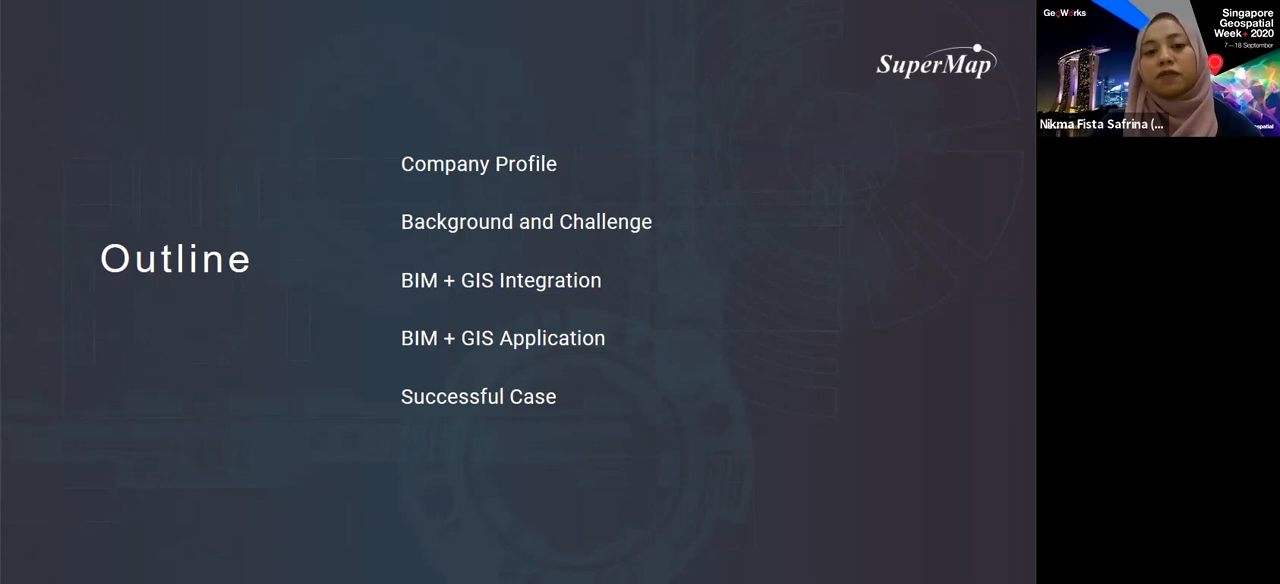 SuperMap
Outline
Company Profile
Background and Challenge
BIM + GIS Integration
BIM + GIS Application
Successful Case
GeoWorks
Singapore
Geospatial
Week+ 2020
7 — 18 September
Nikma Fista Safrina (...